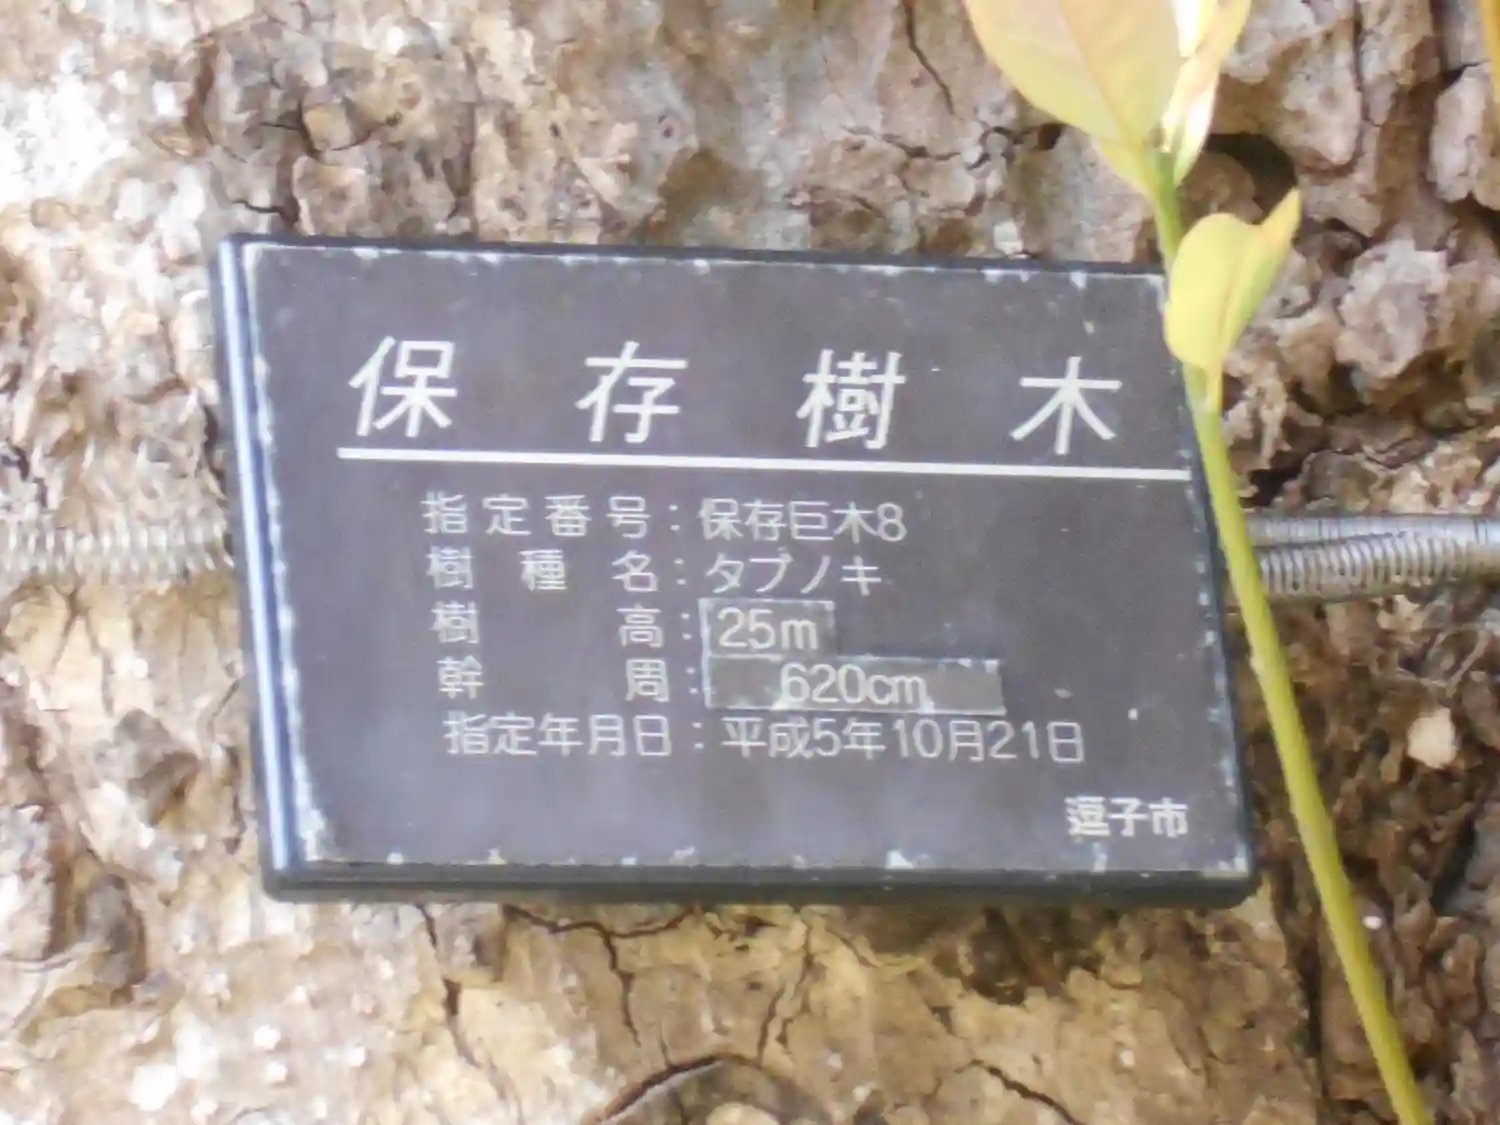 保存樹木
指定番号：保存巨木8
樹種名：タブノキ
樹高：25m
幹周：620cm
指定年月日：平成5年10月21日
逗子市